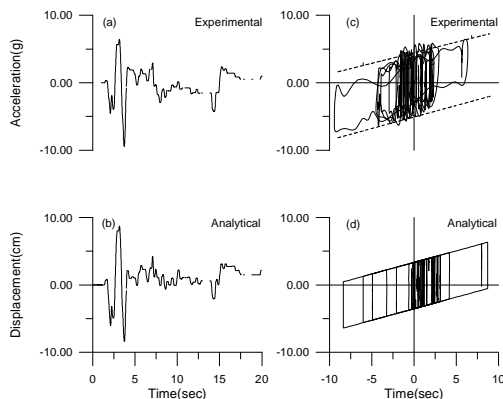 (a) Experimental
(c) Experimental
Acceleration(g)
10.00
0.00
-10.00
10.00
0.00
-10.00
(b) Analytical
(d) Analytical
Displacement(cm)
10.00
0.00
-10.00
10.00
0.00
-10.00
0 5 10 15 20
-10 -5 0 5 10
Time(sec)
Time(sec)